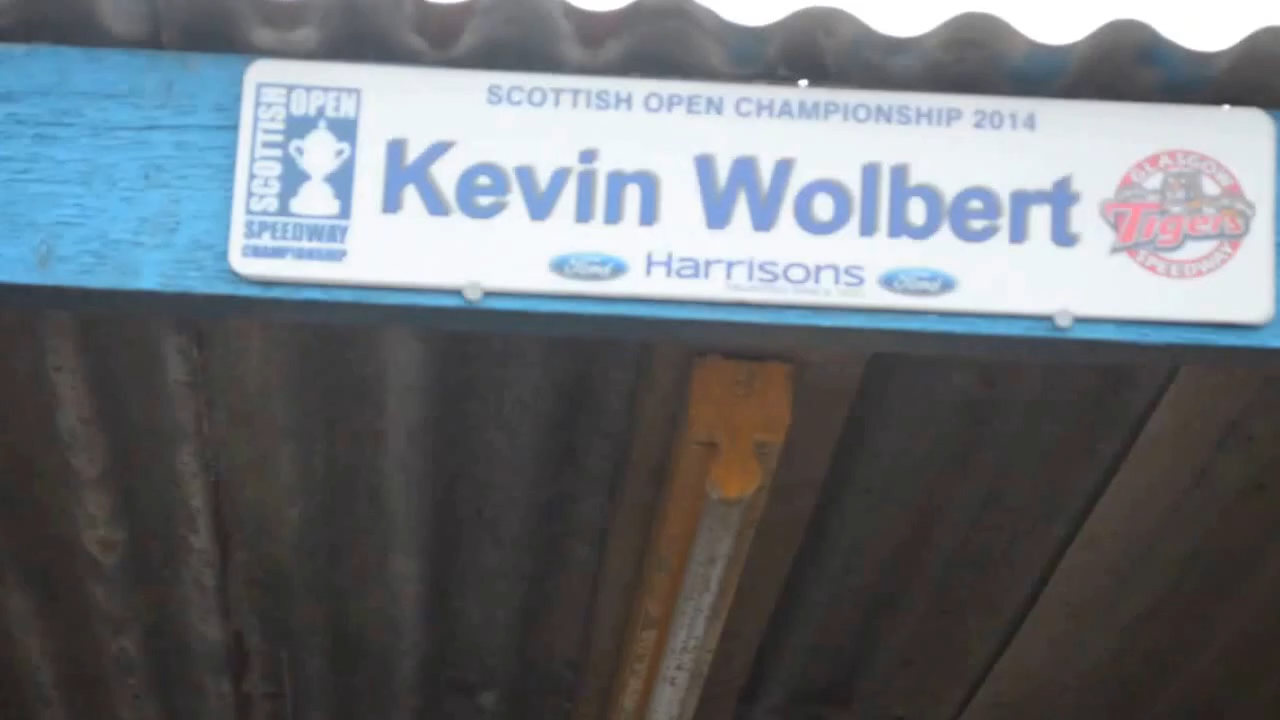 SCOTTISH
OPEN
SPEEDWAY
CHAMPIONSHIP
SCOTTISH OPEN CHAMPIONSHIP 2014
Kevin Wolbert
Ford Harrisons Ford
GLASGOW
Tigers
SPEEDWAY